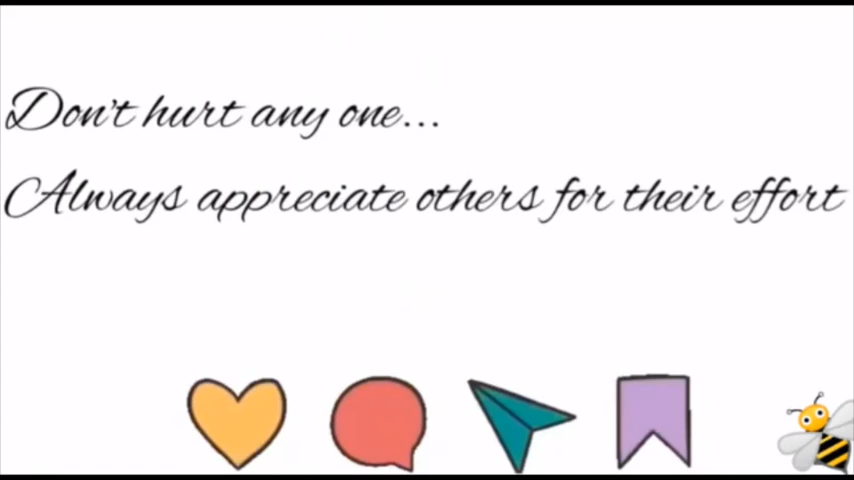 Don't hurt any one...
Always appreciate others for their effort